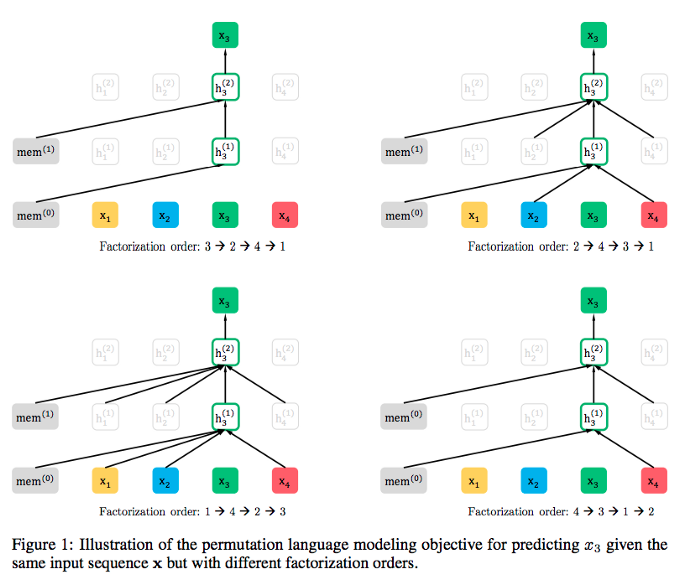 x₃ x₃
h₁⁽²⁾ h₂⁽²⁾ h₃⁽²⁾ h₄⁽²⁾ h₁⁽²⁾ h₂⁽²⁾ h₃⁽²⁾ h₄⁽²⁾
mem⁽¹⁾ h₁⁽¹⁾ h₂⁽¹⁾ h₃⁽¹⁾ h₄⁽¹⁾ mem⁽¹⁾ h₁⁽¹⁾ h₂⁽¹⁾ h₃⁽¹⁾ h₄⁽¹⁾
mem⁽⁰⁾ x₁ x₂ x₃ x₄ mem⁽⁰⁾ x₁ x₂ x₃ x₄
Factorization order: 3 → 2 → 4 → 1 Factorization order: 2 → 4 → 3 → 1
x₃ x₃
h₁⁽²⁾ h₂⁽²⁾ h₃⁽²⁾ h₄⁽²⁾ h₁⁽²⁾ h₂⁽²⁾ h₃⁽²⁾ h₄⁽²⁾
mem⁽¹⁾ h₁⁽¹⁾ h₂⁽¹⁾ h₃⁽¹⁾ h₄⁽¹⁾ mem⁽⁰⁾ h₁⁽¹⁾ h₂⁽¹⁾ h₃⁽¹⁾ h₄⁽¹⁾
mem⁽⁰⁾ x₁ x₂ x₃ x₄ mem⁽⁰⁾ x₁ x₂ x₃ x₄
Factorization order: 1 → 4 → 2 → 3 Factorization order: 4 → 3 → 1 → 2
Figure 1: Illustration of the permutation language modeling objective for predicting x₃ given the
same input sequence x but with different factorization orders.